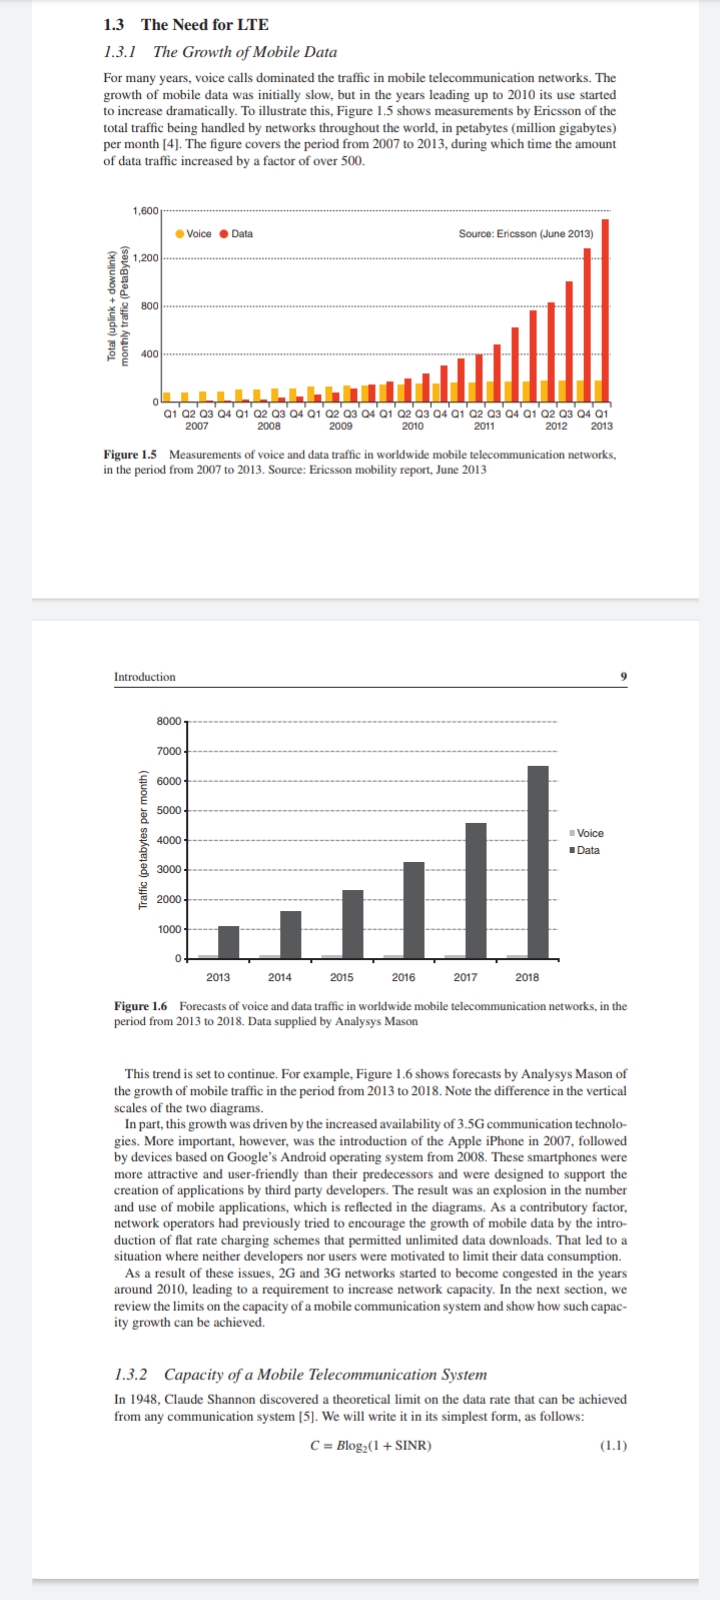 1.3 The Need for LTE
1.3.1 The Growth of Mobile Data
For many years, voice calls dominated the traffic in mobile telecommunication networks. The
growth of mobile data was initially slow, but in the years leading up to 2010 its use started
to increase dramatically. To illustrate this, Figure 1.5 shows measurements by Ericsson of the
total traffic being handled by networks throughout the world, in petabytes (million gigabytes)
per month [4]. The figure covers the period from 2007 to 2013, during which time the amount
of data traffic increased by a factor of over 500.
Total (uplink + downlink)
monthly traffic (PetaBytes)
1,600
1,200
800
400
0
Voice Data
Source: Ericsson (June 2013)
Q1 Q2 Q3 Q4 Q1 Q2 Q3 Q4 Q1 Q2 Q3 Q4 Q1 Q2 Q3 Q4 Q1 Q2 Q3 Q4 Q1 Q2 Q3 Q4 Q1
2007 2008 2009 2010 2011 2012 2013
Figure 1.5 Measurements of voice and data traffic in worldwide mobile telecommunication networks,
in the period from 2007 to 2013. Source: Ericsson mobility report, June 2013
Introduction 9
Traffic (petabytes per month)
8000
7000
6000
5000
4000
3000
2000
1000
0
Voice
Data
2013 2014 2015 2016 2017 2018
Figure 1.6 Forecasts of voice and data traffic in worldwide mobile telecommunication networks, in the
period from 2013 to 2018. Data supplied by Analysys Mason
This trend is set to continue. For example, Figure 1.6 shows forecasts by Analysys Mason of
the growth of mobile traffic in the period from 2013 to 2018. Note the difference in the vertical
scales of the two diagrams.
In part, this growth was driven by the increased availability of 3.5G communication technolo-
gies. More important, however, was the introduction of the Apple iPhone in 2007, followed
by devices based on Google's Android operating system from 2008. These smartphones were
more attractive and user-friendly than their predecessors and were designed to support the
creation of applications by third party developers. The result was an explosion in the number
and use of mobile applications, which is reflected in the diagrams. As a contributory factor,
network operators had previously tried to encourage the growth of mobile data by the intro-
duction of flat rate charging schemes that permitted unlimited data downloads. That led to a
situation where neither developers nor users were motivated to limit their data consumption.
As a result of these issues, 2G and 3G networks started to become congested in the years
around 2010, leading to a requirement to increase network capacity. In the next section, we
review the limits on the capacity of a mobile communication system and show how such capac-
ity growth can be achieved.
1.3.2 Capacity of a Mobile Telecommunication System
In 1948, Claude Shannon discovered a theoretical limit on the data rate that can be achieved
from any communication system [5]. We will write it in its simplest form, as follows:
C = Blog₂(1 + SINR) (1.1)